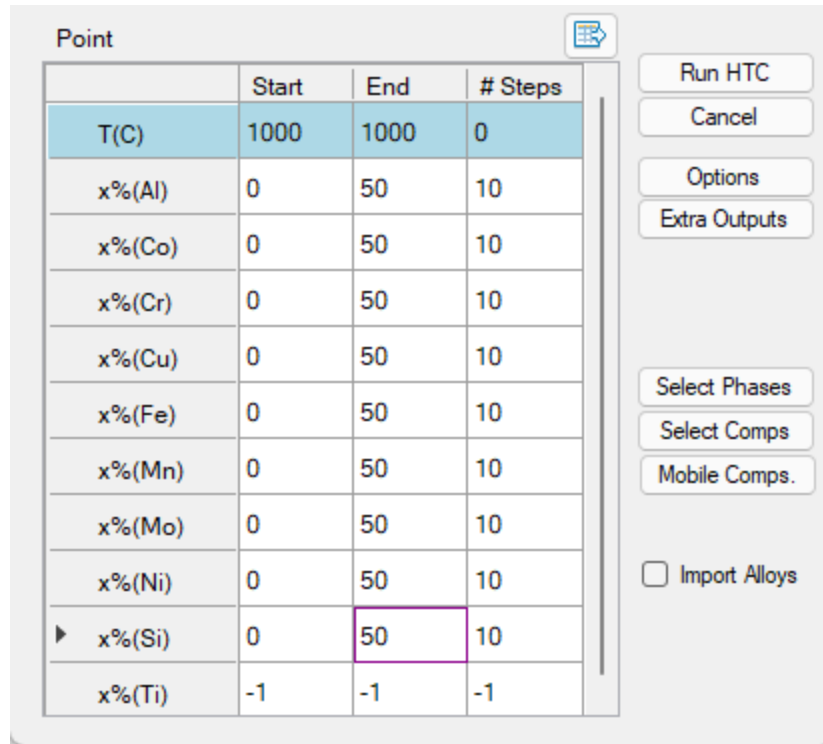 Point
Start End # Steps
T(C) 1000 1000 0
x%(Al) 0 50 10
x%(Co) 0 50 10
x%(Cr) 0 50 10
x%(Cu) 0 50 10
x%(Fe) 0 50 10
x%(Mn) 0 50 10
x%(Mo) 0 50 10
x%(Ni) 0 50 10
x%(Si) 0 50 10
x%(Ti) -1 -1 -1
Run HTC
Cancel
Options
Extra Outputs
Select Phases
Select Comps
Mobile Comps.
Import Alloys